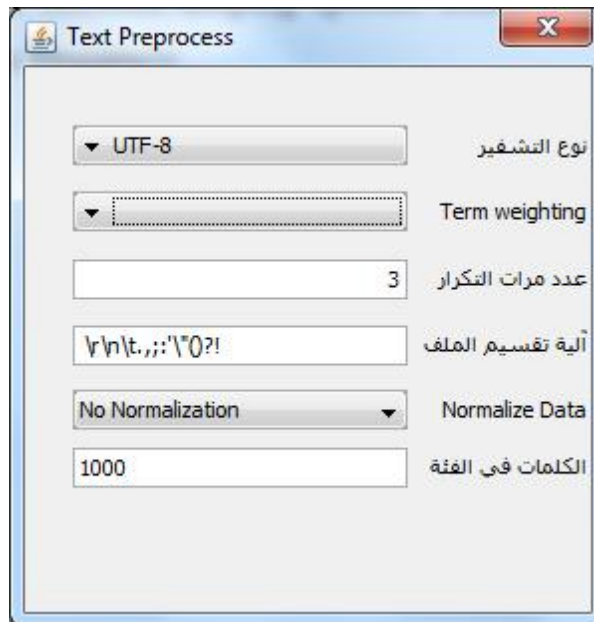 Text Preprocess
نوع التشفير UTF-8
Term weighting
عدد مرات التكرار 3
آلية تقسيم الملف \r\n\t.,;:'\"()?!
Normalize Data No Normalization
الكلمات في الفئة 1000